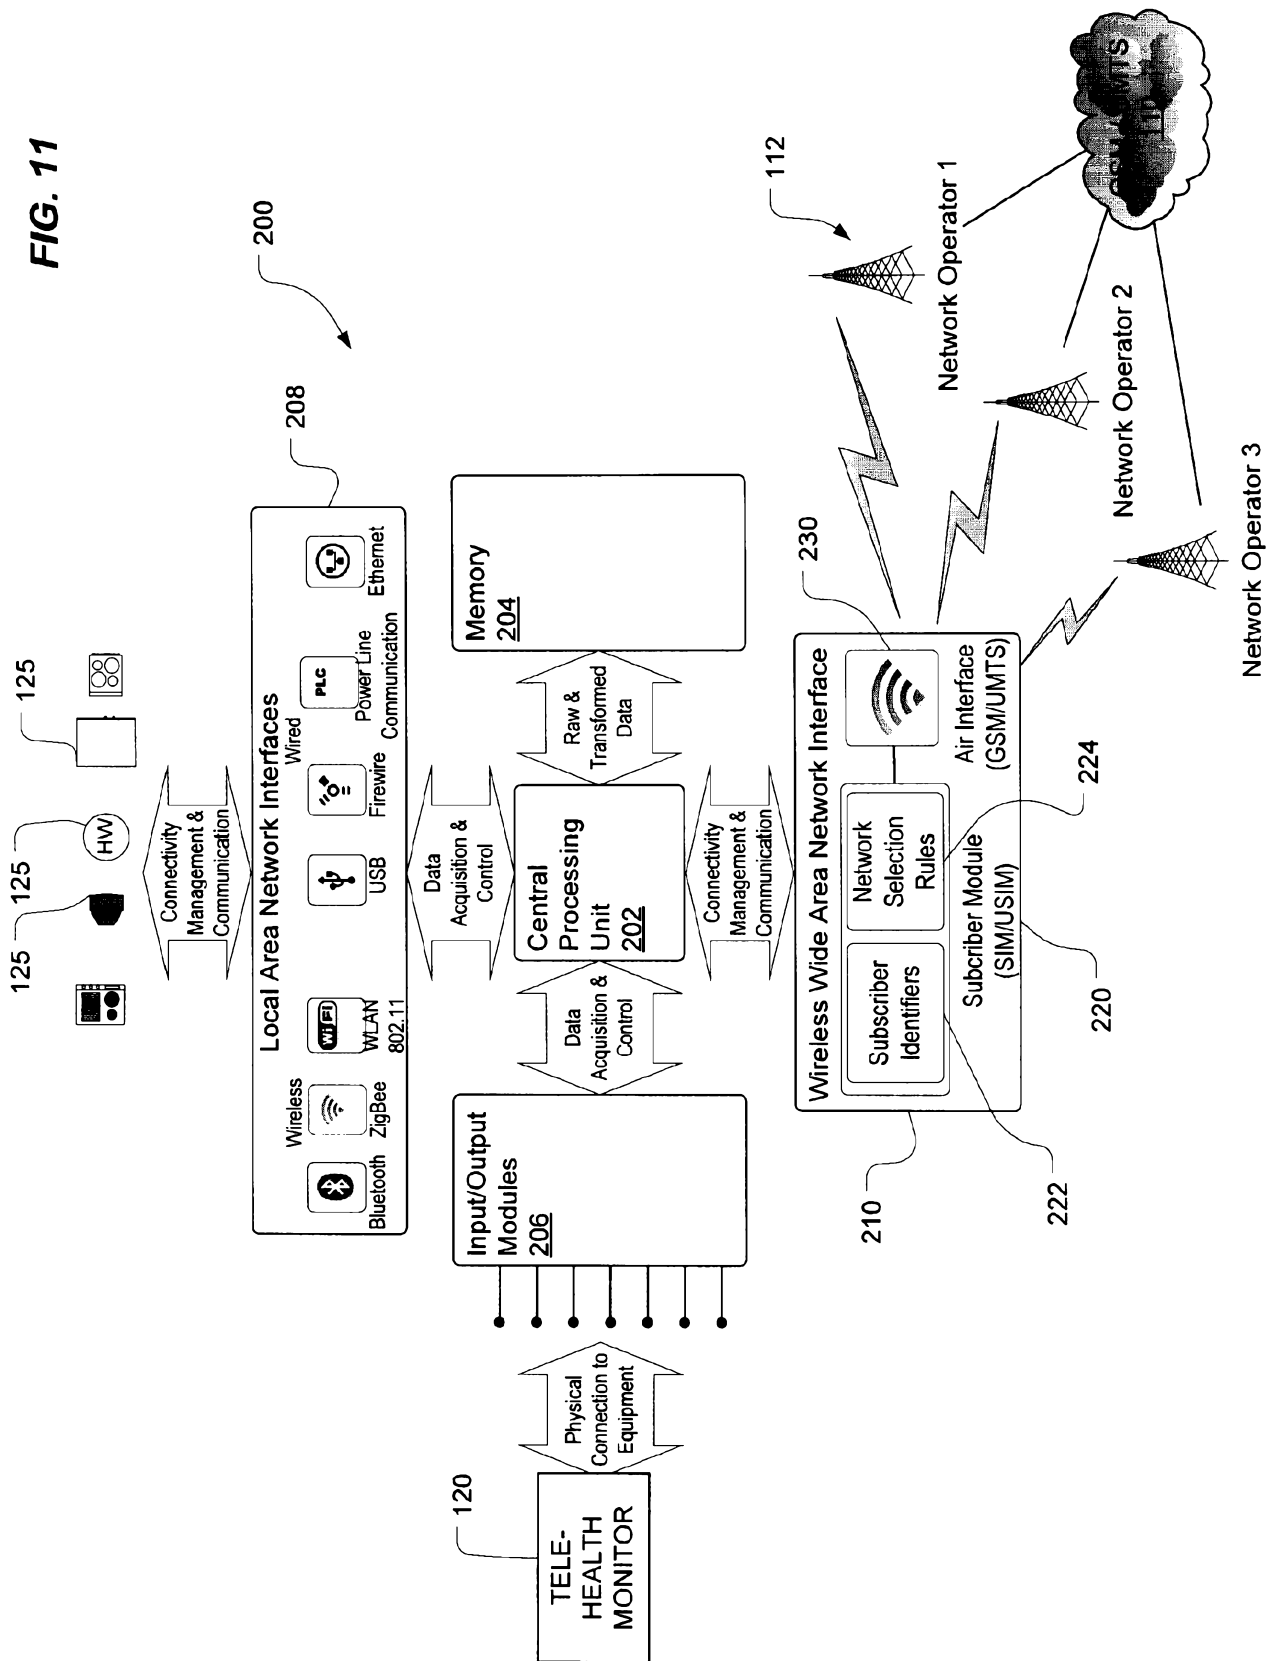 FIG. 11
200
125
125
125
HW
Connectivity
Management &
Communication
208
Local Area Network Interfaces
Wireless
Wired
Bluetooth
ZigBee
WiFi
WLAN
802.11
USB
Firewire
PLC
Power Line
Communication
Ethernet
Data
Acquisition &
Control
120
TELE-
HEALTH
MONITOR
Physical
Connection to
Equipment
Input/Output
Modules
206
Data
Acquisition &
Control
Central
Processing
Unit
202
Raw &
Transformed
Data
Memory
204
Connectivity
Management &
Communication
210
Wireless Wide Area Network Interface
Subscriber
Identifiers
Network
Selection
Rules
Subcriber Module
(SIM/USIM)
Air Interface
(GSM/UMTS)
222
220
224
230
112
Network Operator 1
Network Operator 2
Network Operator 3